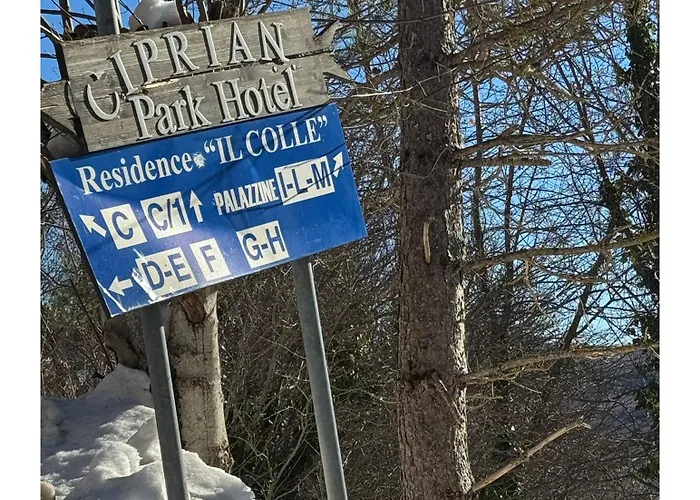 CIPRIAN
Park Hotel
Residence "IL COLLE"
C C/1 PALAZZINE I-L-M
D-E F G-H